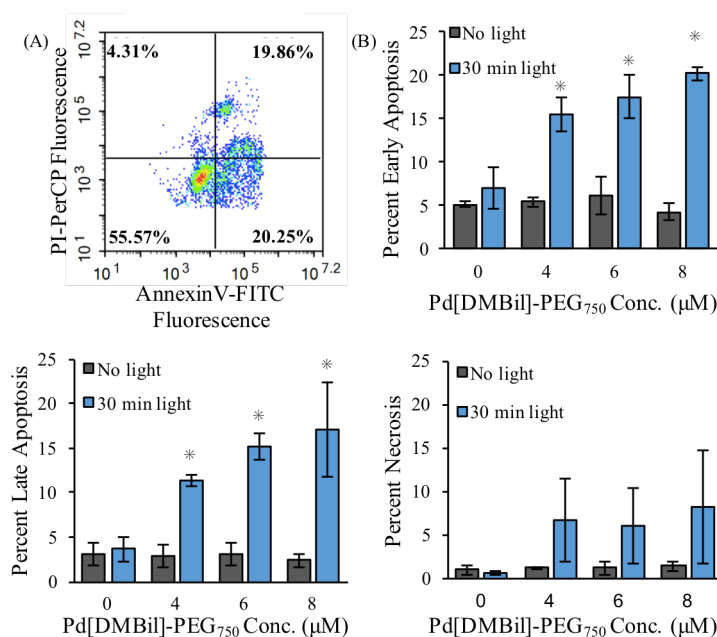 (A)
PI-PerCP Fluorescence
10^7.2
10^5
10^3
10^1
4.31%
19.86%
55.57%
20.25%
10^1
10^3
10^5
10^7.2
AnnexinV-FITC
Fluorescence
(B)
Percent Early Apoptosis
25
20
15
10
5
0
No light
30 min light
*
*
*
0
4
6
8
Pd[DMBil]-PEG₇₅₀ Conc. (μM)
Percent Late Apoptosis
25
20
15
10
5
0
No light
30 min light
*
*
*
0
4
6
8
Pd[DMBil]-PEG₇₅₀ Conc. (μM)
Percent Necrosis
25
20
15
10
5
0
No light
30 min light
0
4
6
8
Pd[DMBil]-PEG₇₅₀ Conc. (μM)